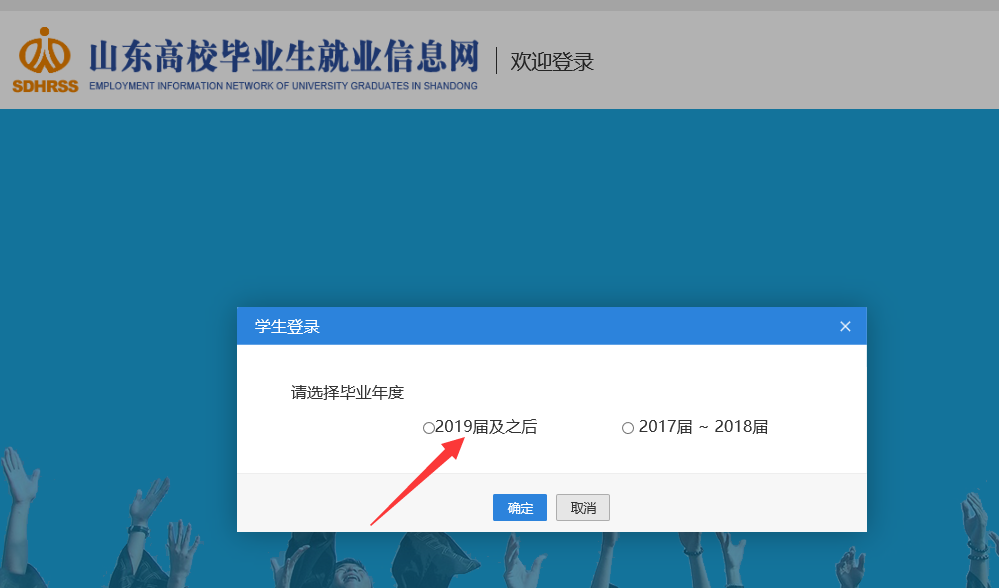 山东高校毕业生就业信息网
欢迎登录
SDHRSS
EMPLOYMENT INFORMATION NETWORK OF UNIVERSITY GRADUATES IN SHANDONG
学生登录
×
请选择毕业年度
2019届及之后
2017届 ~ 2018届
确定
取消